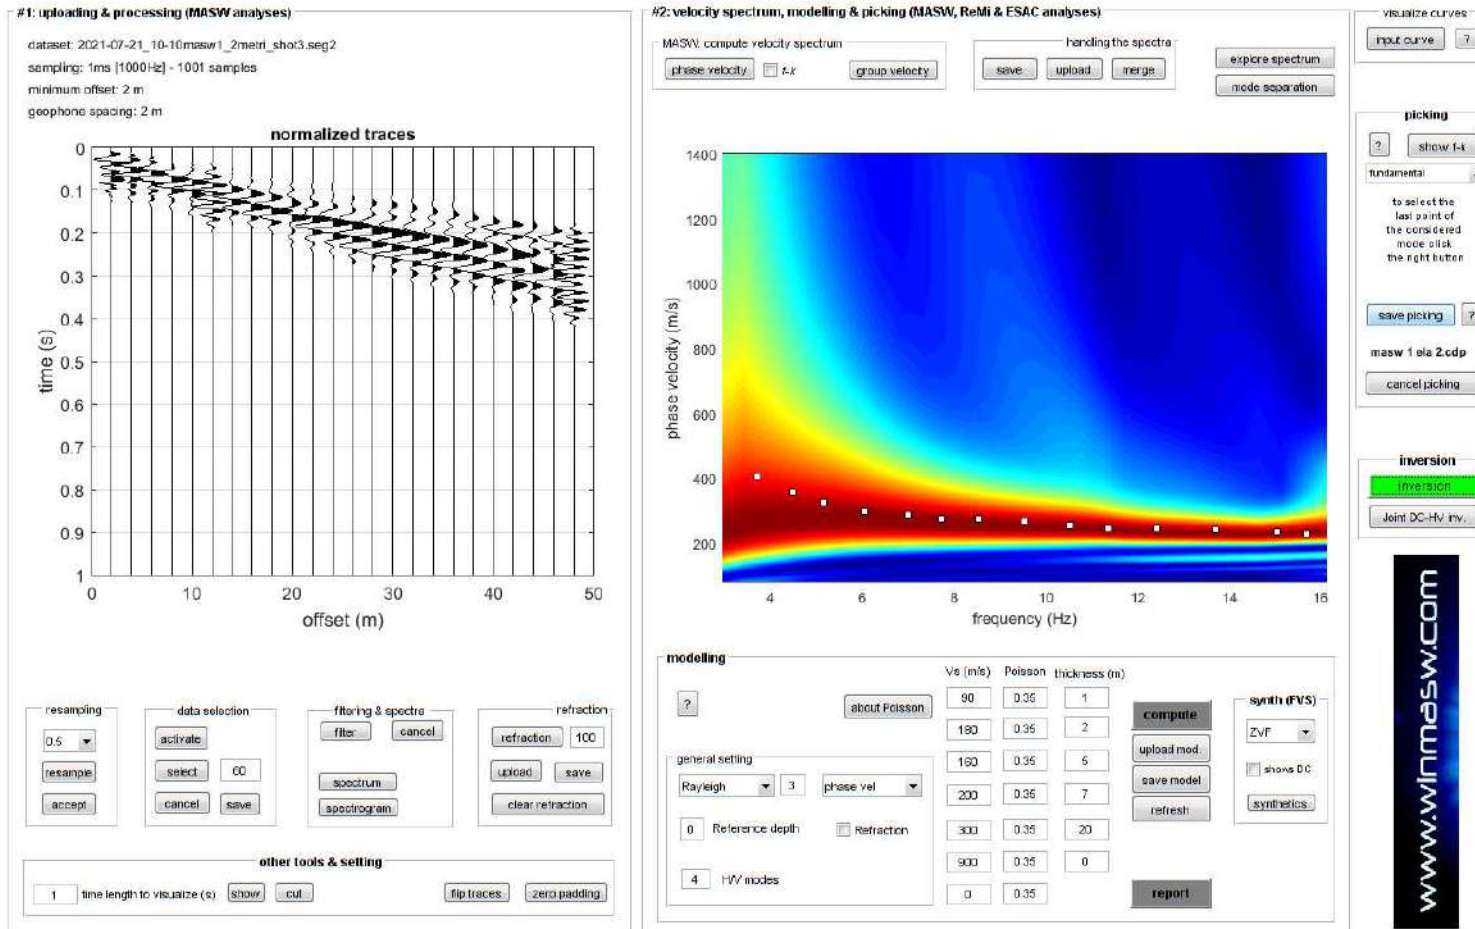 #1: uploading & processing (MASW analyses)
dataset: 2021-07-21_10-10masw1_2metri_shot3.seg2
sampling: 1ms [1000Hz] - 1001 samples
minimum offset: 2 m
geophone spacing: 2 m
normalized traces
0
0.1
0.2
0.3
0.4
0.5
0.6
0.7
0.8
0.9
1
time (s)
0 10 20 30 40 50
offset (m)
resampling
0.5
resample
accept
data selection
activate
select 60
cancel save
filtering & spectra
filter cancel
spectrum
spectrogram
refraction
refraction 100
upload save
clear refraction
other tools & setting
1 time length to visualize (s) show cut flip traces zero padding
#2: velocity spectrum, modelling & picking (MASW, ReMi & ESAC analyses)
MASW: compute velocity spectrum
phase velocity f-k group velocity
handling the spectra
save upload merge
explore spectrum
mode separation
1400
1200
1000
800
600
400
200
phase velocity (m/s)
4 6 8 10 12 14 16
frequency (Hz)
modelling
?
about Poisson
general setting
Rayleigh 3 phase vel
0 Reference depth Refraction
4 H/V modes
Vs (m/s) Poisson thickness (m)
90 0.35 1
180 0.35 2
160 0.35 5
200 0.35 7
300 0.35 20
900 0.35 0
0 0.35
compute
upload mod.
save model
refresh
report
synth (FVS)
ZVF
shows DC
synthetics
visualize curves
input curve ?
picking
? show f-k
fundamental
to select the
last point of
the considered
mode click
the right button
save picking ?
masw 1 ela 2.cdp
cancel picking
inversion
inversion
Joint DC-HV inv.
www.winmasw.com